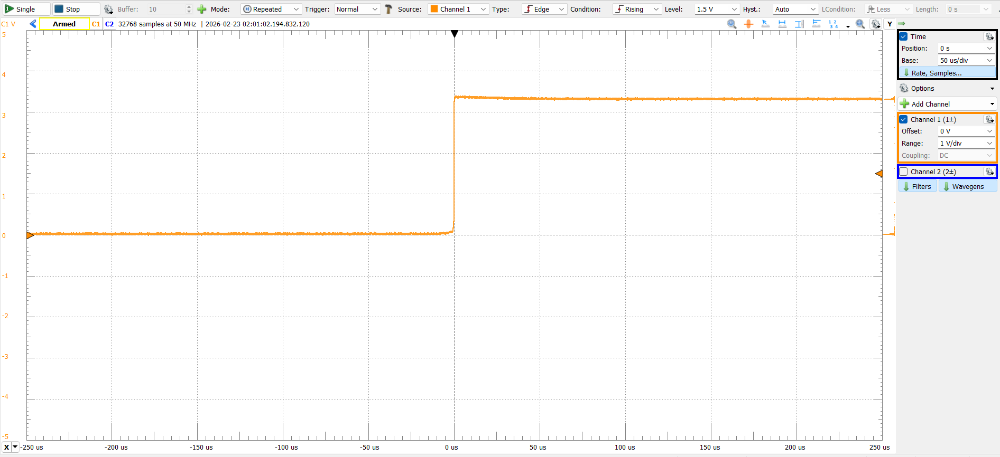 Single Stop Buffer: 10 Mode: Repeated Trigger: Normal Source: Channel 1 Type: Edge Condition: Rising Level: 1.5 V Hyst.: Auto LCondition: Less Length: 0 s
C1 V Armed C1 C2 32768 samples at 50 MHz | 2026-02-23 02:01:02.194.832.120 1 2 3 4 Y
5
4
3
2
1
0
-1
-2
-3
-4
-5
X -250 us -200 us -150 us -100 us -50 us 0 us 50 us 100 us 150 us 200 us 250 us
Time
Position: 0 s
Base: 50 us/div
Rate, Samples...
Options
Add Channel
Channel 1 (1±)
Offset: 0 V
Range: 1 V/div
Coupling: DC
Channel 2 (2±)
Filters Wavegens